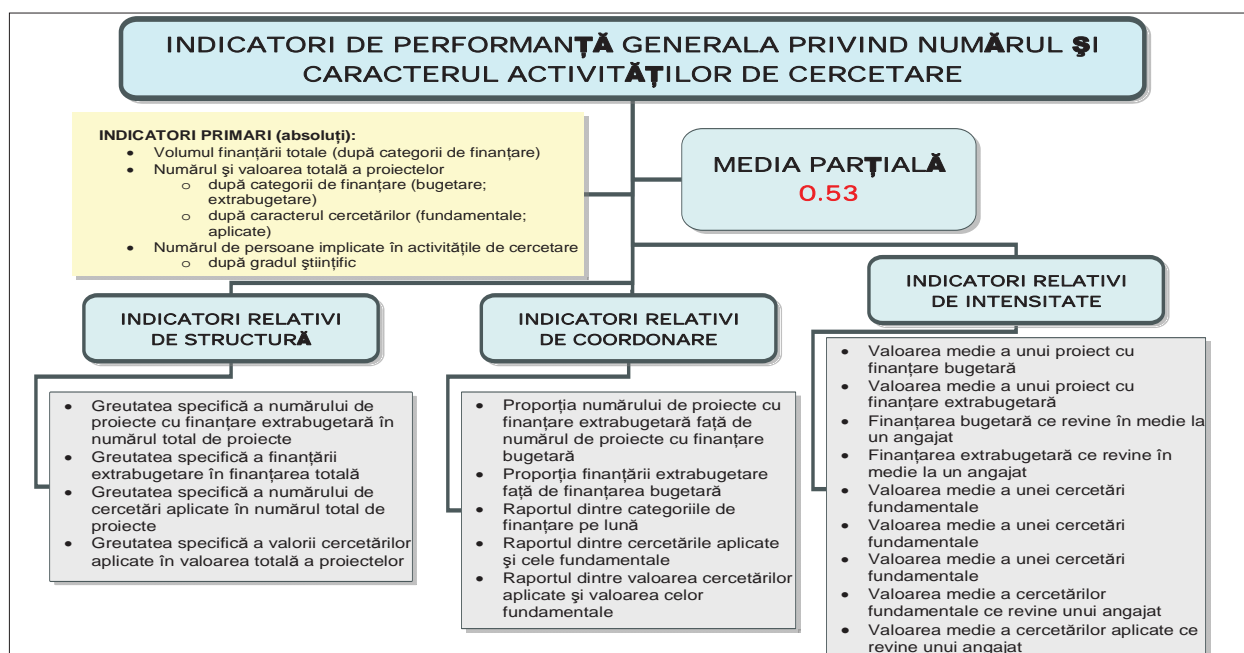 INDICATORI DE PERFORMANŢĂ GENERALA PRIVIND NUMĂRUL ŞI
CARACTERUL ACTIVITĂŢILOR DE CERCETARE
INDICATORI PRIMARI (absoluți):
• Volumul finanțării totale (după categorii de finanțare)
• Numărul şi valoarea totală a proiectelor
o după categorii de finanțare (bugetare;
extrabugetare)
o după caracterul cercetărilor (fundamentale;
aplicate)
• Numărul de persoane implicate în activitățile de cercetare
o după gradul ştiințific
MEDIA PARŢIALĂ
0.53
INDICATORI RELATIVI
DE STRUCTURĂ
• Greutatea specifică a numărului de
proiecte cu finanțare extrabugetară în
numărul total de proiecte
• Greutatea specifică a finanțării
extrabugetare în finanțarea totală
• Greutatea specifică a numărului de
cercetări aplicate în numărul total de
proiecte
• Greutatea specifică a valorii cercetărilor
aplicate în valoarea totală a proiectelor
INDICATORI RELATIVI
DE COORDONARE
• Proporția numărului de proiecte cu
finanțare extrabugetară față de
numărul de proiecte cu finanțare
bugetară
• Proporția finanțării extrabugetare
față de finanțarea bugetară
• Raportul dintre categoriile de
finanțare pe lună
• Raportul dintre cercetările aplicate
şi cele fundamentale
• Raportul dintre valoarea cercetărilor
aplicate şi valoarea celor
fundamentale
INDICATORI RELATIVI
DE INTENSITATE
• Valoarea medie a unui proiect cu
finanțare bugetară
• Valoarea medie a unui proiect cu
finanțare extrabugetară
• Finanțarea bugetară ce revine în medie la
un angajat
• Finanțarea extrabugetară ce revine în
medie la un angajat
• Valoarea medie a unei cercetări
fundamentale
• Valoarea medie a unei cercetări
fundamentale
• Valoarea medie a unei cercetări
fundamentale
• Valoarea medie a cercetărilor
fundamentale ce revine unui angajat
• Valoarea medie a cercetărilor aplicate ce
revine unui angajat